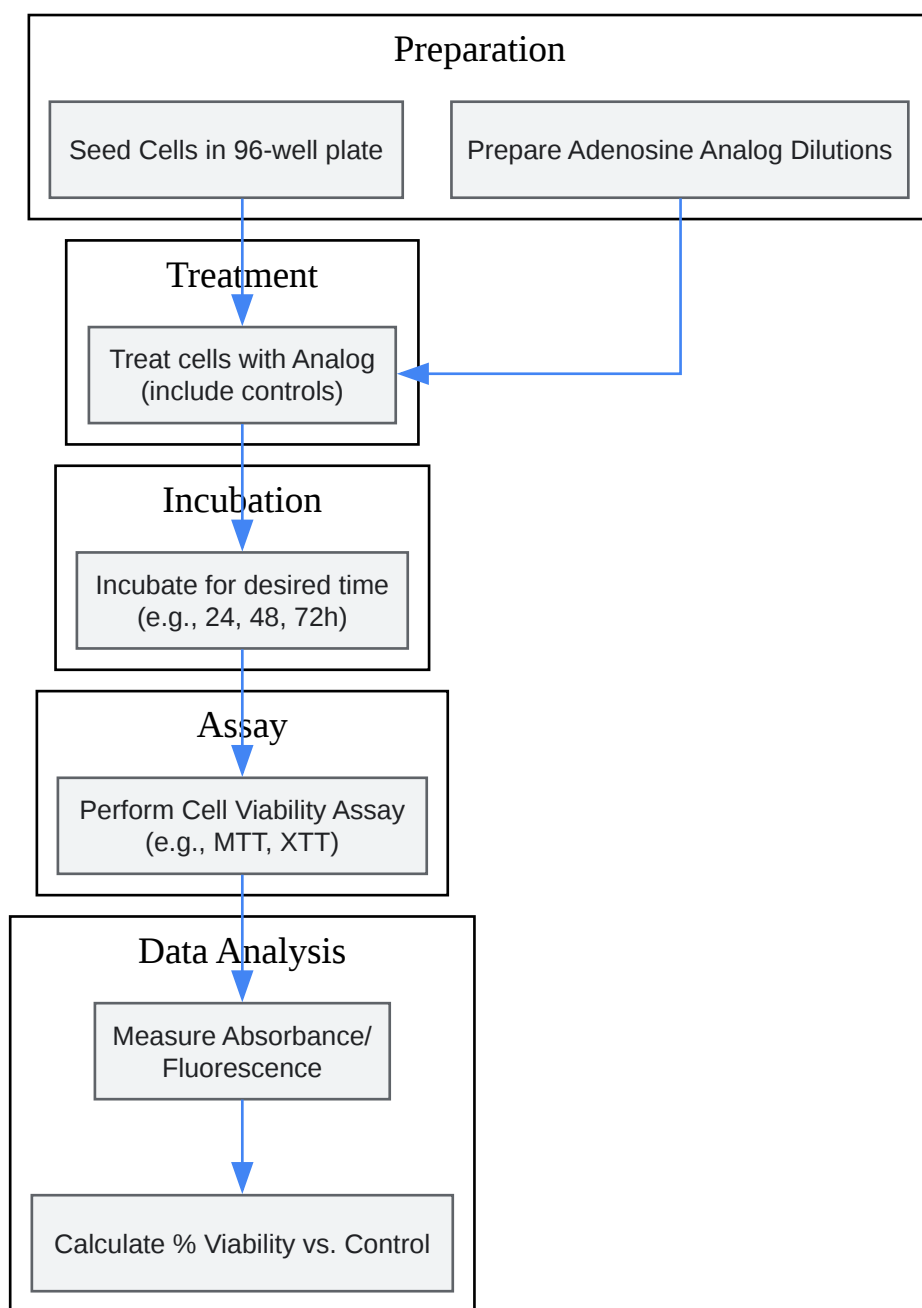 Preparation
Seed Cells in 96-well plate
Prepare Adenosine Analog Dilutions
Treatment
Treat cells with Analog
(include controls)
Incubation
Incubate for desired time
(e.g., 24, 48, 72h)
Assay
Perform Cell Viability Assay
(e.g., MTT, XTT)
Data Analysis
Measure Absorbance/
Fluorescence
Calculate % Viability vs. Control